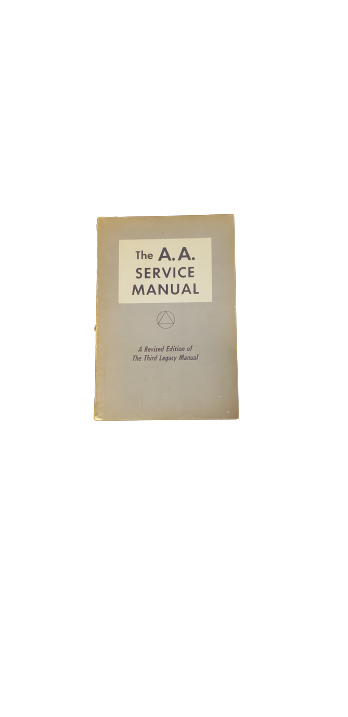 The A.A.
SERVICE
MANUAL
A Revised Edition of
The Third Legacy Manual